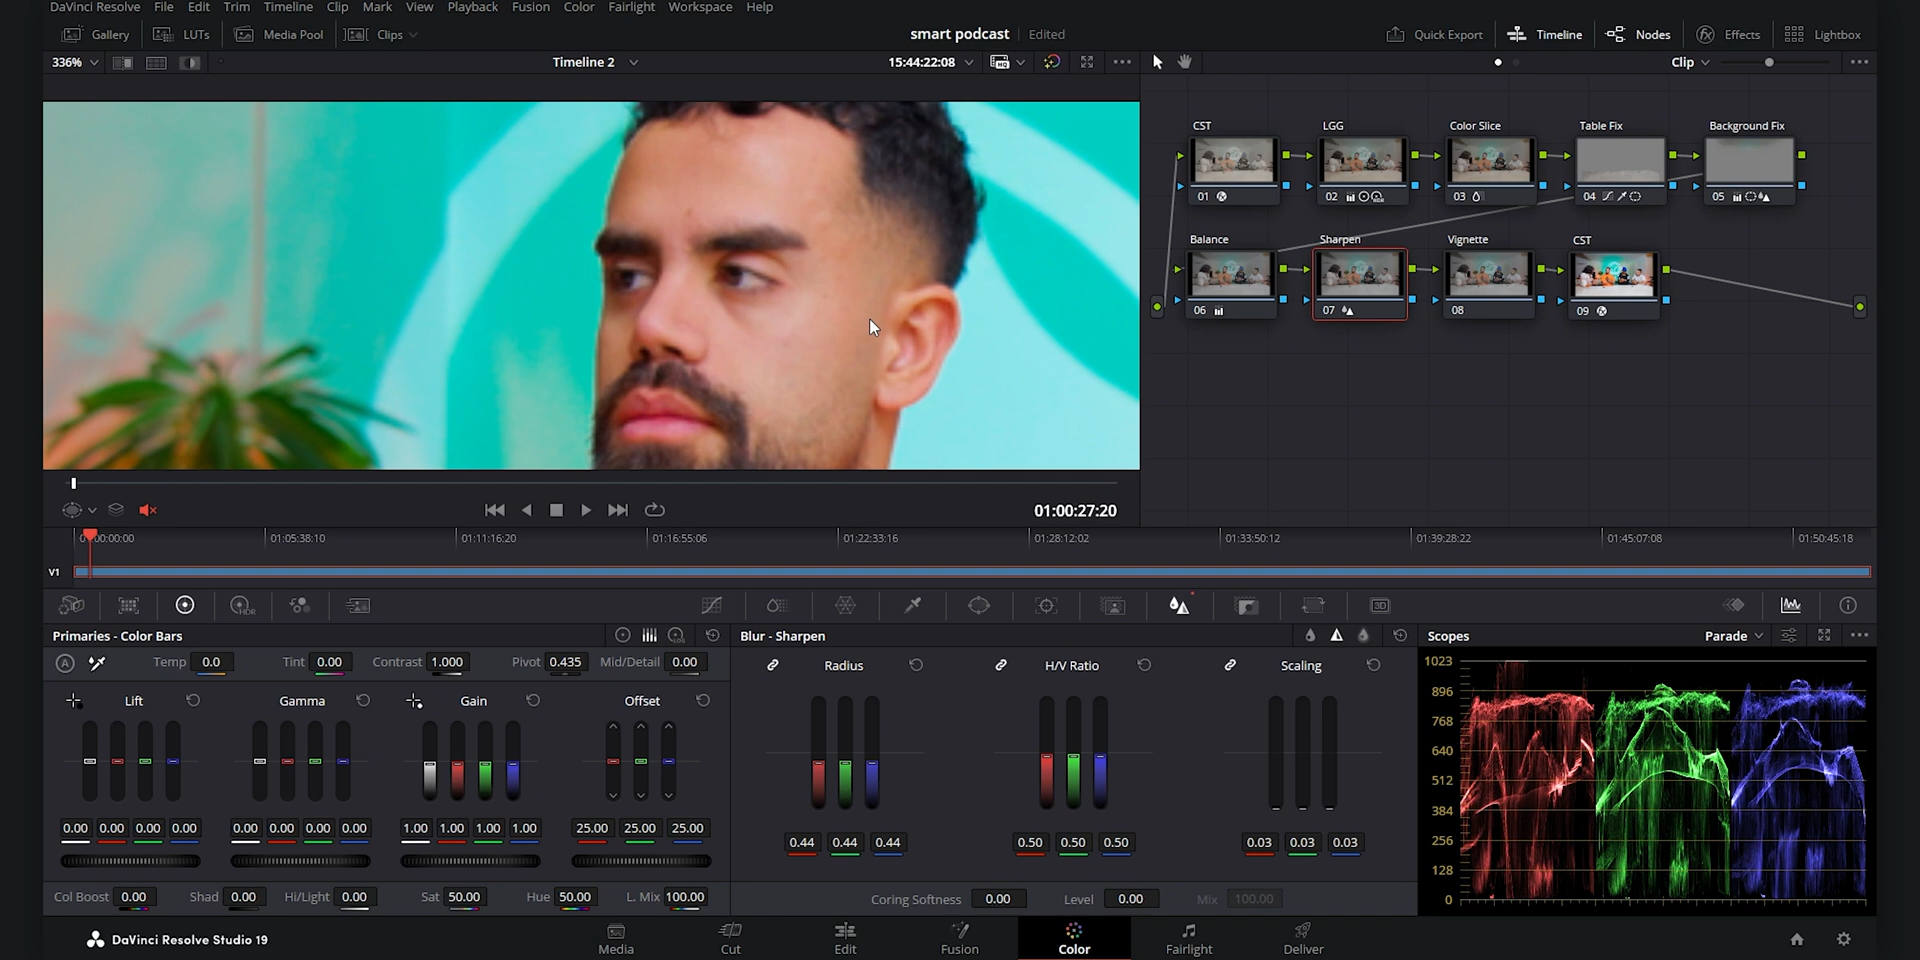 DaVinci Resolve File Edit Trim Timeline Clip Mark View Playback Fusion Color Fairlight Workspace Help
Gallery LUTs Media Pool Clips smart podcast Edited Quick Export Timeline Nodes Effects Lightbox
336% Timeline 2 15:44:22:08 Clip
CST LGG Color Slice Table Fix Background Fix
01 02 03 04 05
Balance Sharpen Vignette CST
06 07 08 09
01:00:27:20
00:00:00 01:05:38:10 01:11:16:20 01:16:55:06 01:22:33:16 01:28:12:02 01:33:50:12 01:39:28:22 01:45:07:08 01:50:45:18
V1
HDR 3D
Primaries - Color Bars LOG Blur - Sharpen Scopes Parade
A Temp 0.0 Tint 0.00 Contrast 1.000 Pivot 0.435 Mid/Detail 0.00
Lift Gamma Gain Offset
Radius H/V Ratio Scaling
1023
896
768
640
512
384
256
128
0
0.00 0.00 0.00 0.00 0.00 0.00 0.00 0.00 1.00 1.00 1.00 1.00 25.00 25.00 25.00
0.44 0.44 0.44 0.50 0.50 0.50 0.03 0.03 0.03
Col Boost 0.00 Shad 0.00 Hi/Light 0.00 Sat 50.00 Hue 50.00 L. Mix 100.00
Coring Softness 0.00 Level 0.00 Mix 100.00
DaVinci Resolve Studio 19 Media Cut Edit Fusion Color Fairlight Deliver